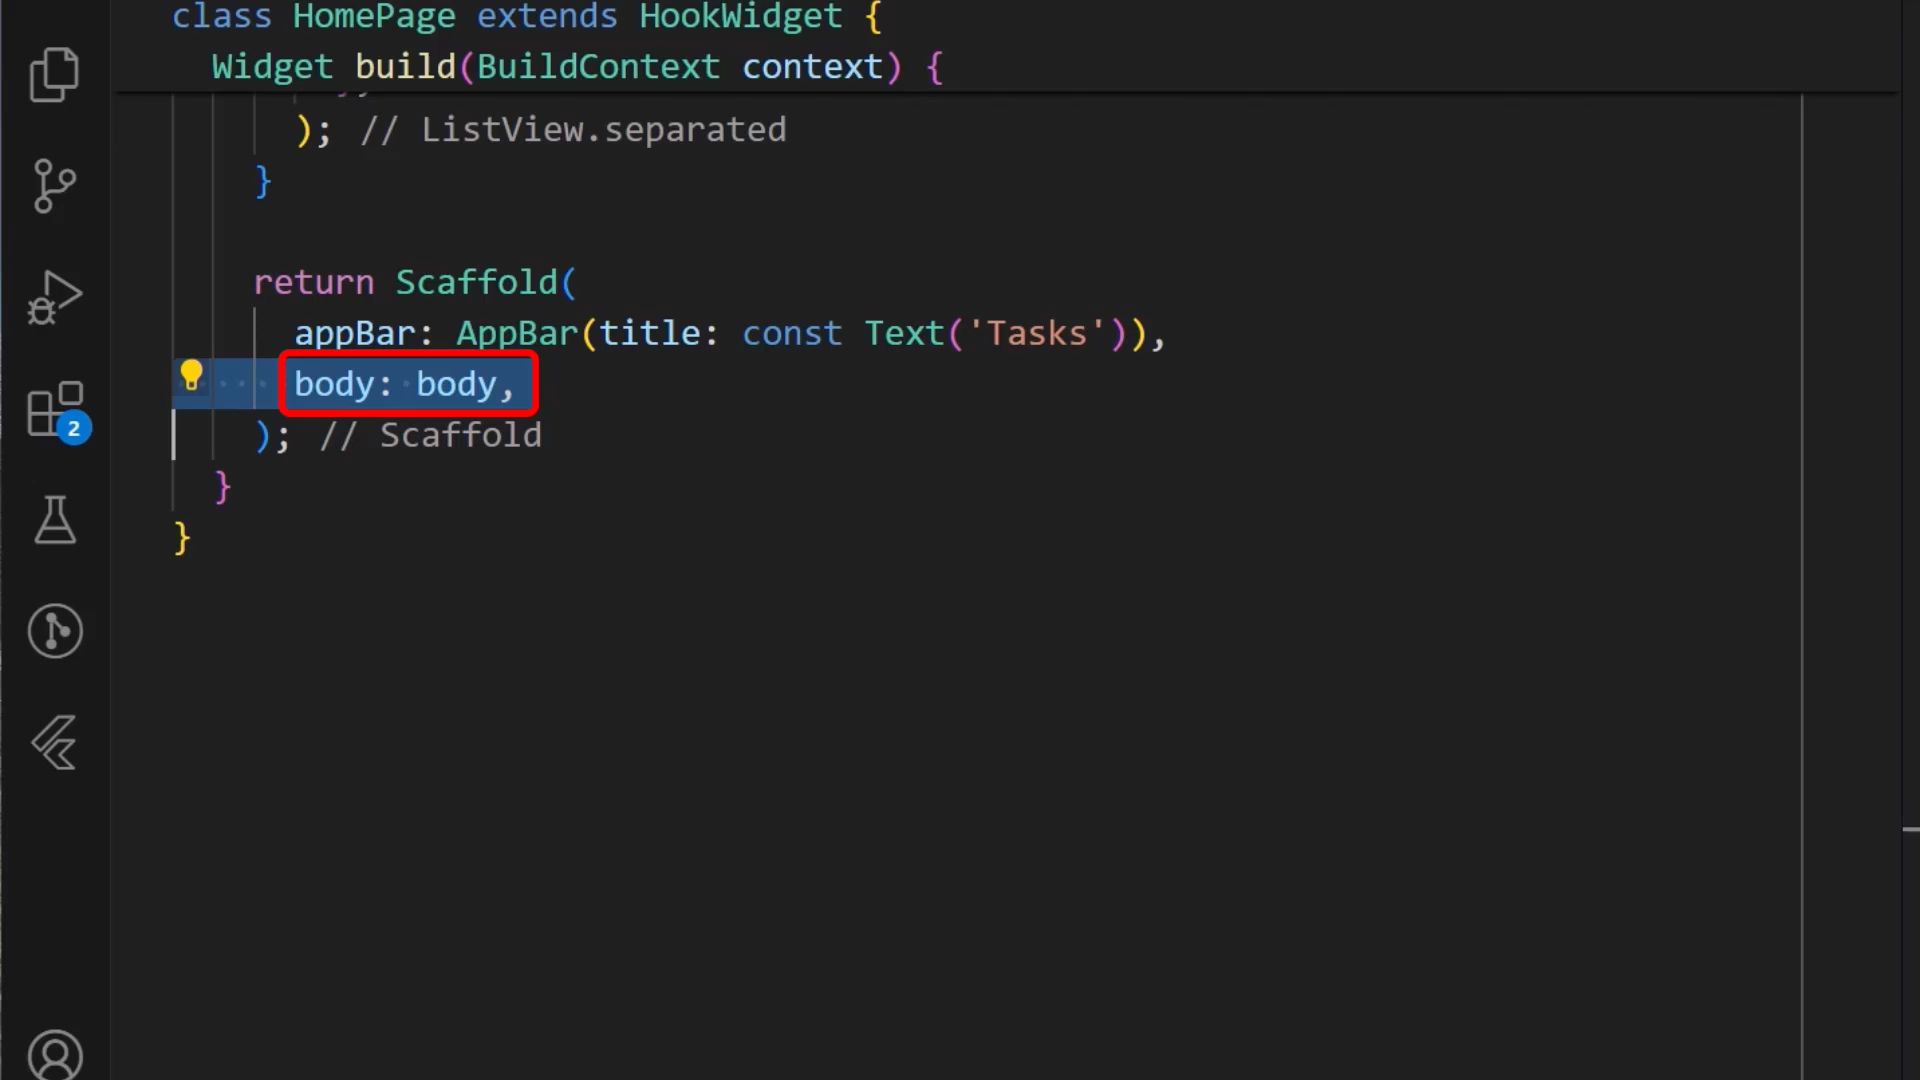 class HomePage extends HookWidget {
Widget build(BuildContext context) {
); // ListView.separated
}
return Scaffold(
appBar: AppBar(title: const Text('Tasks')),
body: body,
); // Scaffold
}
}
2